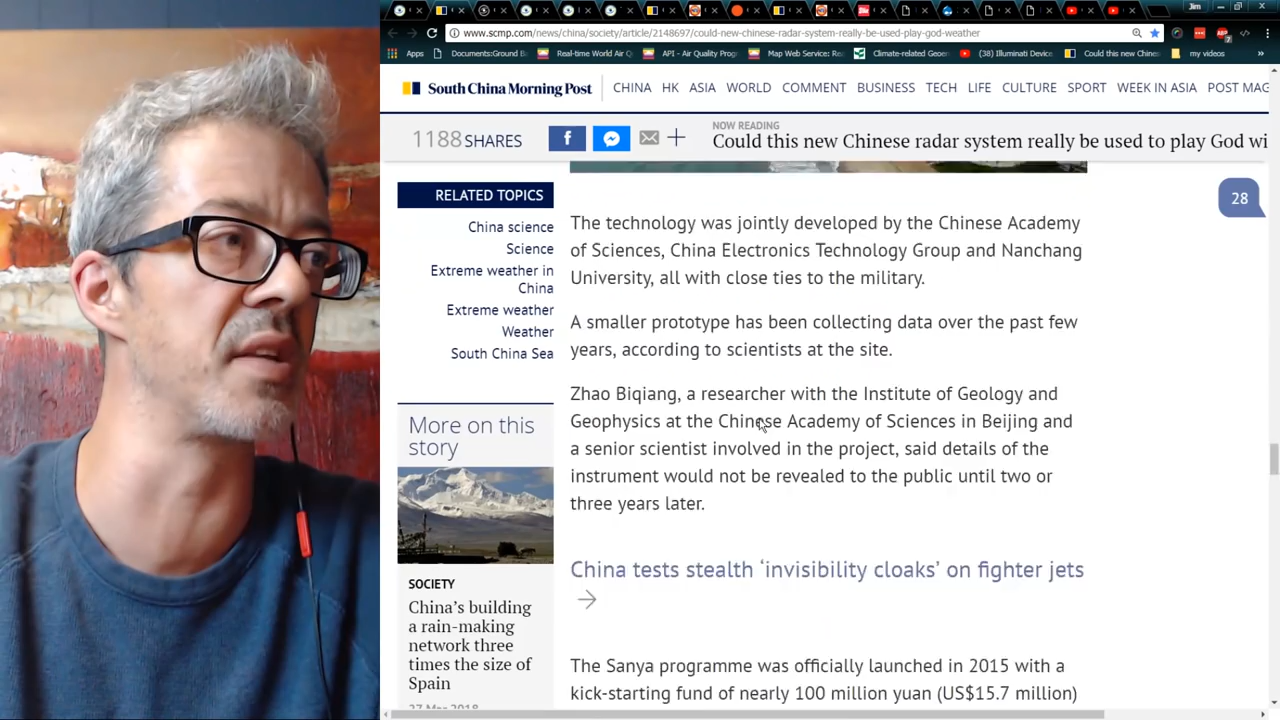 Jim
www.scmp.com/news/china/society/article/2148697/could-new-chinese-radar-system-really-be-used-play-god-weather
Apps Documents:Ground B Real-time World Air Q API - Air Quality Prog Map Web Service: Re Climate-related Geoe (38) Illuminati Device Could this new Chines my videos
South China Morning Post CHINA HK ASIA WORLD COMMENT BUSINESS TECH LIFE CULTURE SPORT WEEK IN ASIA POST MAG
NOW READING
1188 SHARES Could this new Chinese radar system really be used to play God wi
RELATED TOPICS
China science
Science
Extreme weather in
China
Extreme weather
Weather
South China Sea
More on this
story
SOCIETY
China’s building
a rain-making
network three
times the size of
Spain
27 Mar 2018
28
The technology was jointly developed by the Chinese Academy
of Sciences, China Electronics Technology Group and Nanchang
University, all with close ties to the military.
A smaller prototype has been collecting data over the past few
years, according to scientists at the site.
Zhao Biqiang, a researcher with the Institute of Geology and
Geophysics at the Chinese Academy of Sciences in Beijing and
a senior scientist involved in the project, said details of the
instrument would not be revealed to the public until two or
three years later.
China tests stealth ‘invisibility cloaks’ on fighter jets
The Sanya programme was officially launched in 2015 with a
kick-starting fund of nearly 100 million yuan (US$15.7 million)